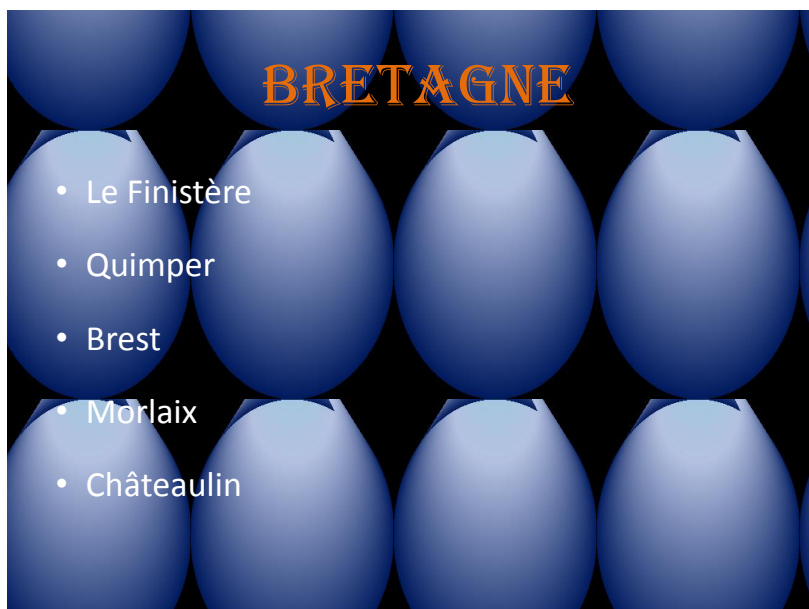 BRETAGNE
• Le Finistère
• Quimper
• Brest
• Morlaix
• Châteaulin